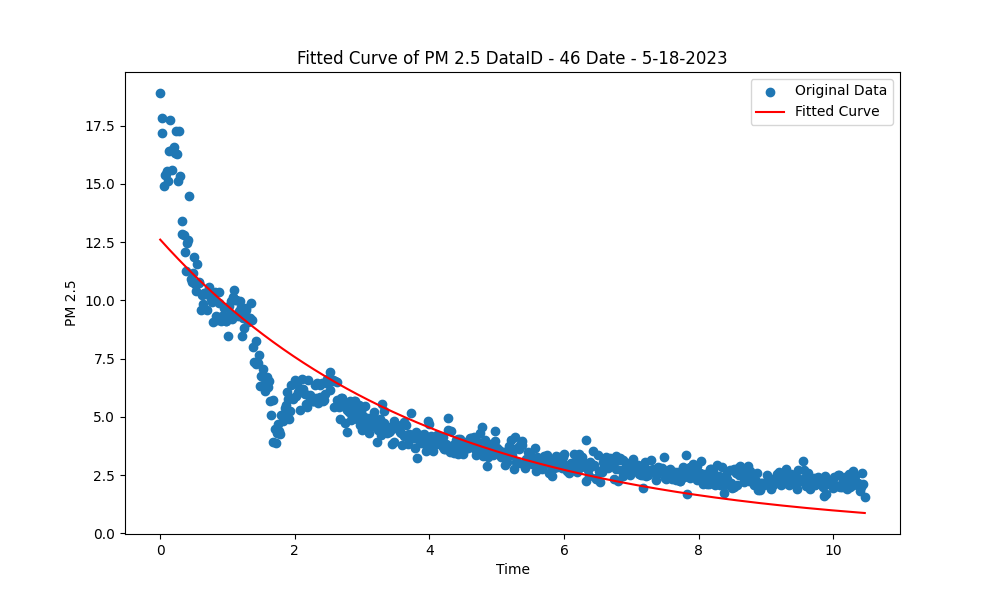 Fitted Curve of PM 2.5 DataID - 46 Date - 5-18-2023
Original Data
Fitted Curve
17.5
15.0
12.5
10.0
7.5
5.0
2.5
0.0
PM 2.5
0 2 4 6 8 10
Time